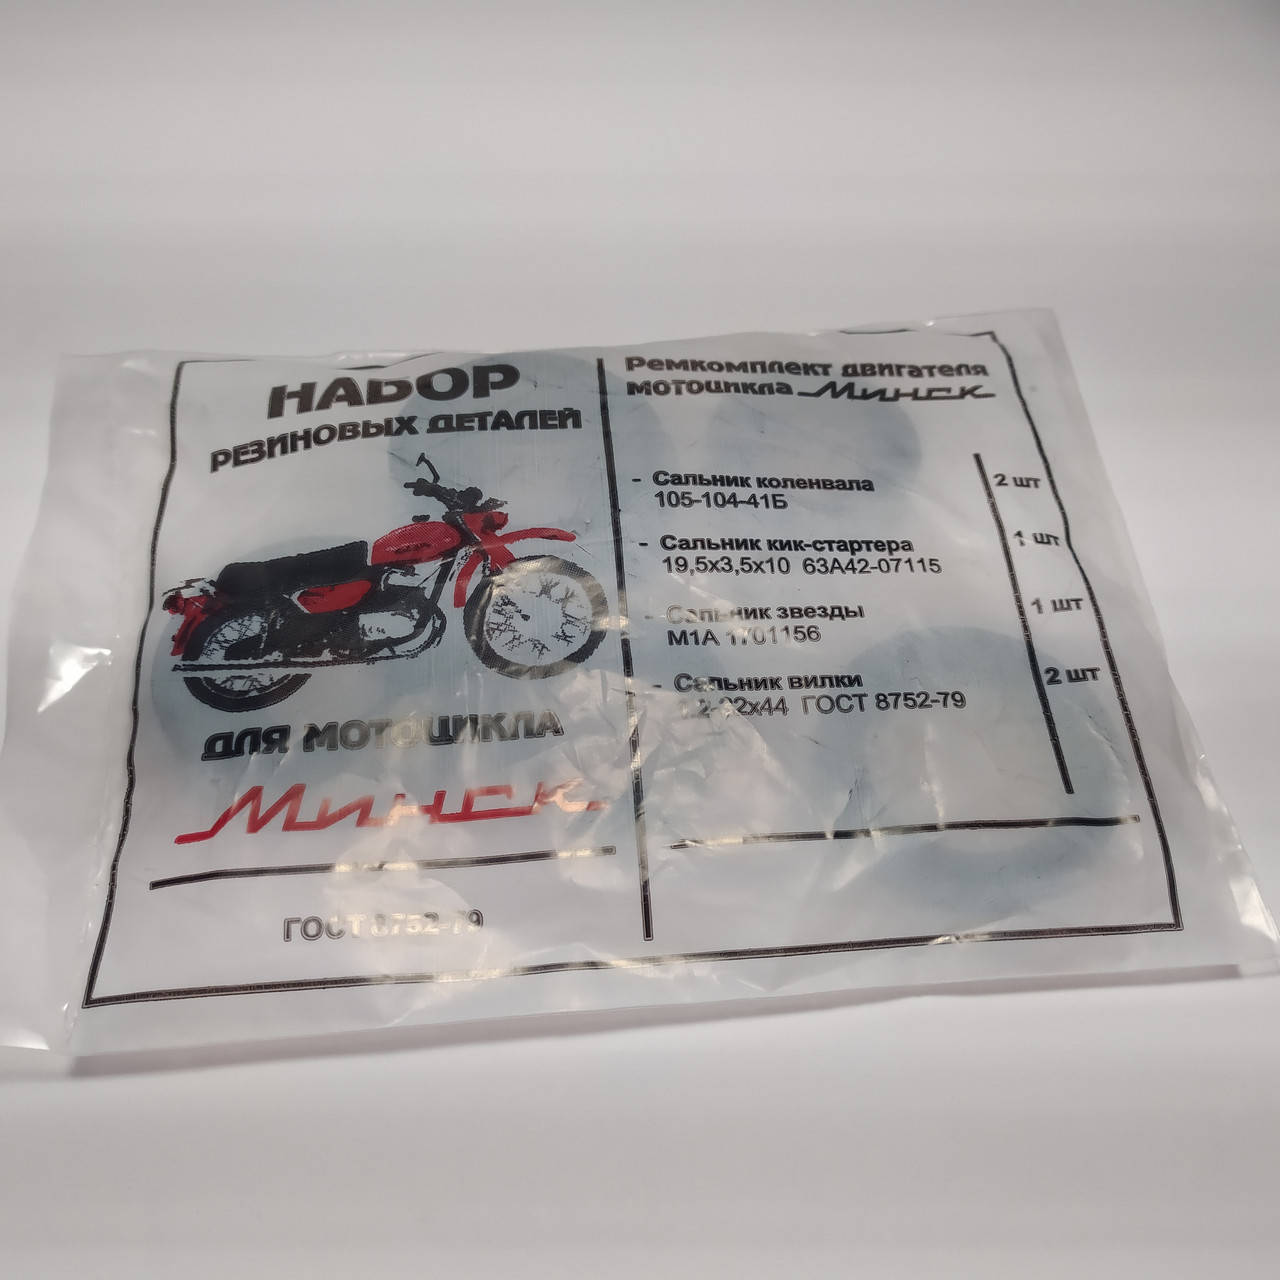 НАБОР
РЕЗИНОВЫХ ДЕТАЛЕЙ
ДЛЯ МОТОЦИКЛА
Минск
ГОСТ 8752-79
Ремкомплект двигателя
мотоцикла Минск
- Сальник коленвала 2 шт
105-104-41Б
- Сальник кик-стартера 1 шт
19,5х3,5х10 63А42-07115
- Сальник звезды 1 шт
М1А 1701156
- Сальник вилки 2 шт
ГОСТ 8752-79